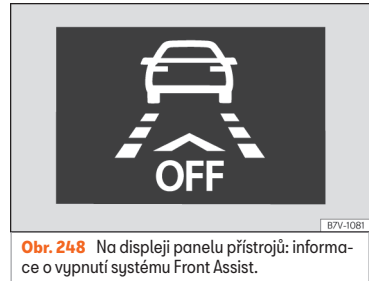 OFF
B7V-1081
Obr. 248 Na displeji panelu přístrojů: informa-
ce o vypnutí systému Front Assist.